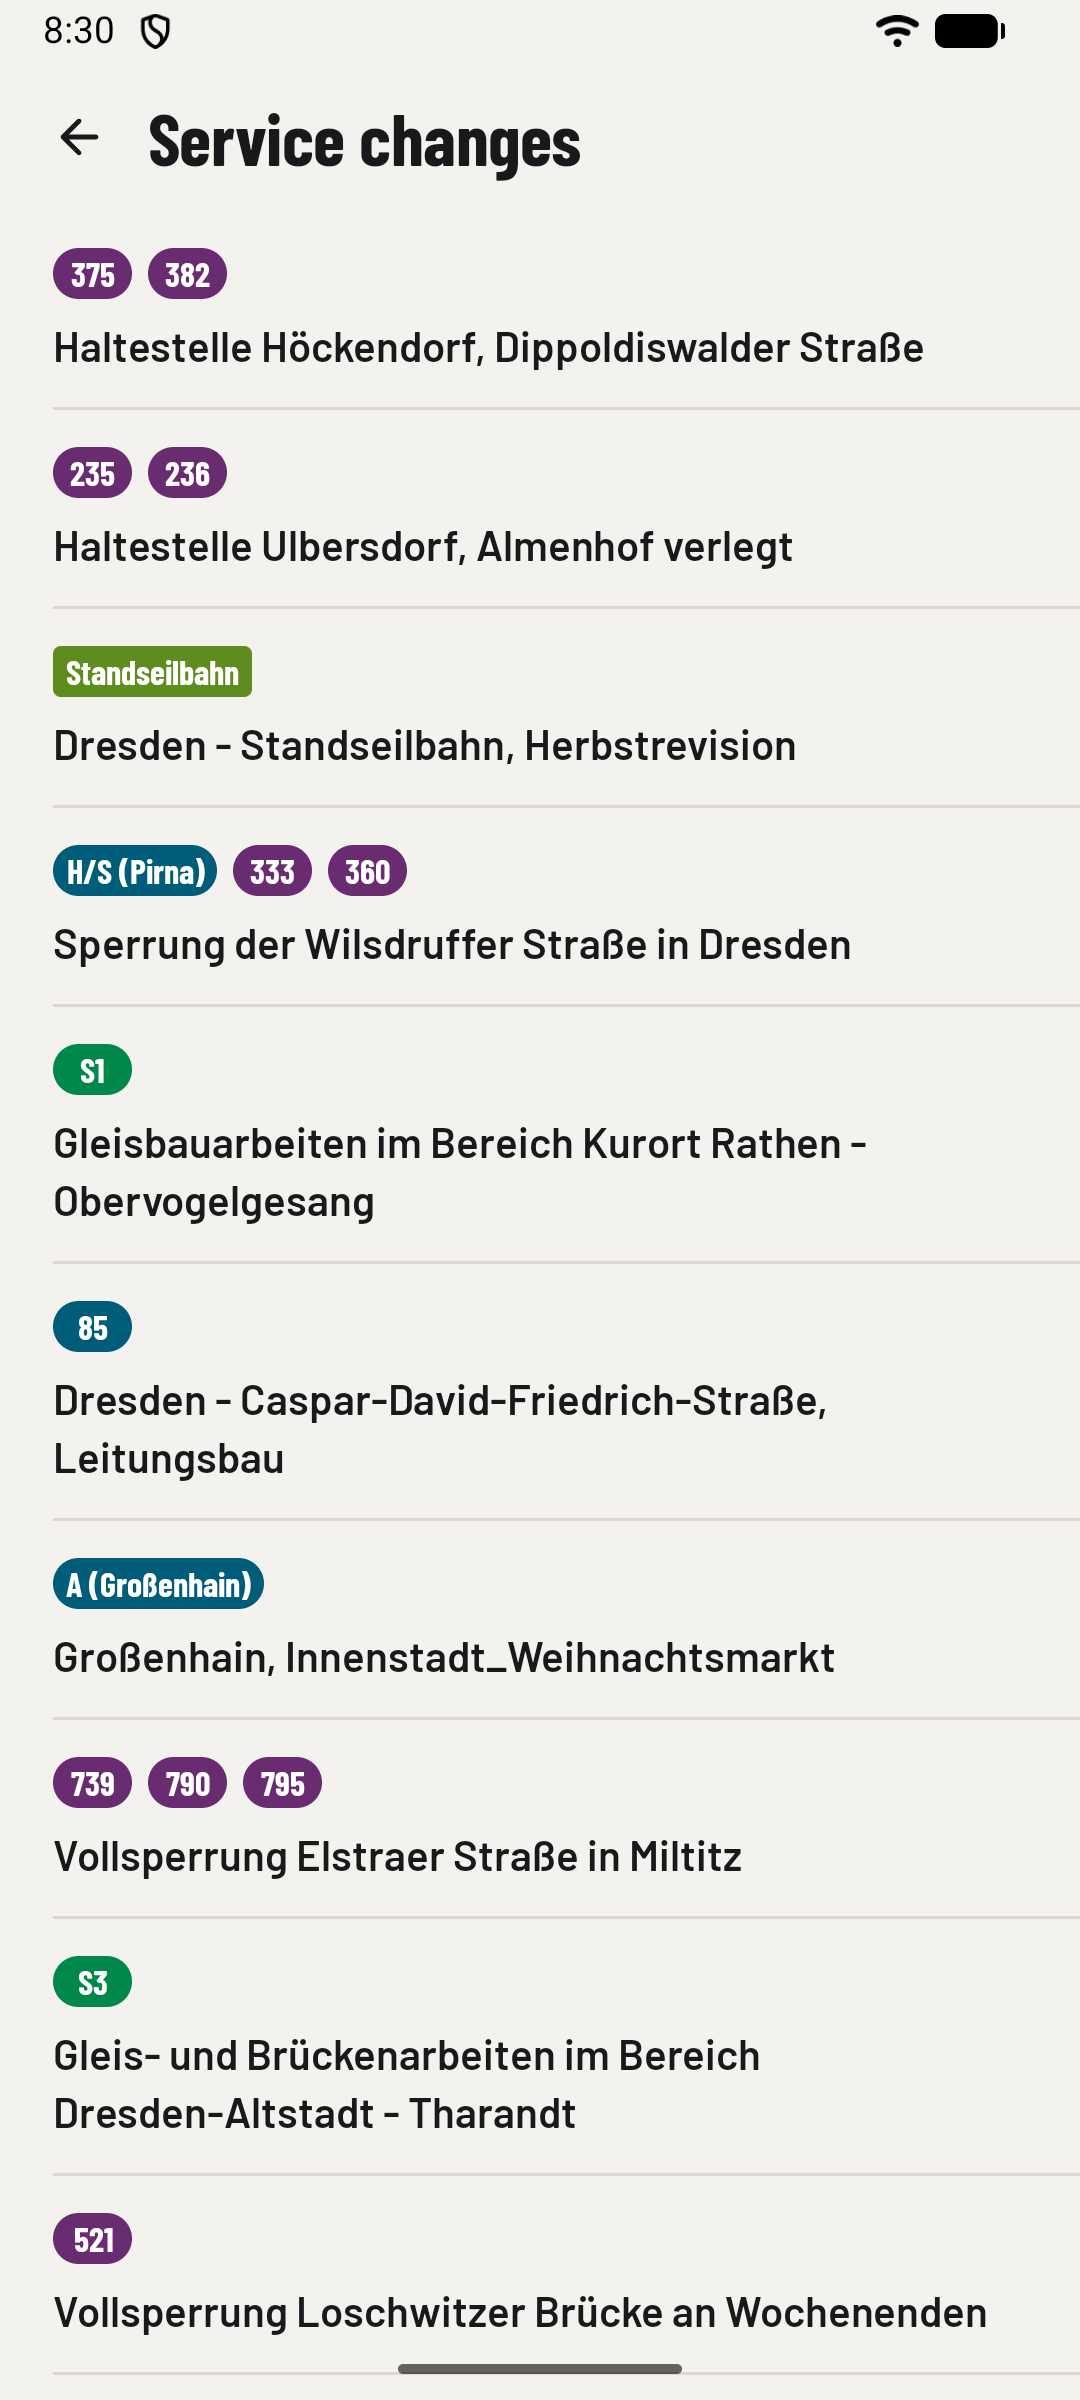 8:30
Service changes
375 382
Haltestelle Höckendorf, Dippoldiswalder Straße
235 236
Haltestelle Ulbersdorf, Almenhof verlegt
Standseilbahn
Dresden - Standseilbahn, Herbstrevision
H/S (Pirna) 333 360
Sperrung der Wilsdruffer Straße in Dresden
S1
Gleisbauarbeiten im Bereich Kurort Rathen -
Obervogelgesang
85
Dresden - Caspar-David-Friedrich-Straße,
Leitungsbau
A (Großenhain)
Großenhain, Innenstadt_Weihnachtsmarkt
739 790 795
Vollsperrung Elstraer Straße in Miltitz
S3
Gleis- und Brückenarbeiten im Bereich
Dresden-Altstadt - Tharandt
521
Vollsperrung Loschwitzer Brücke an Wochenenden